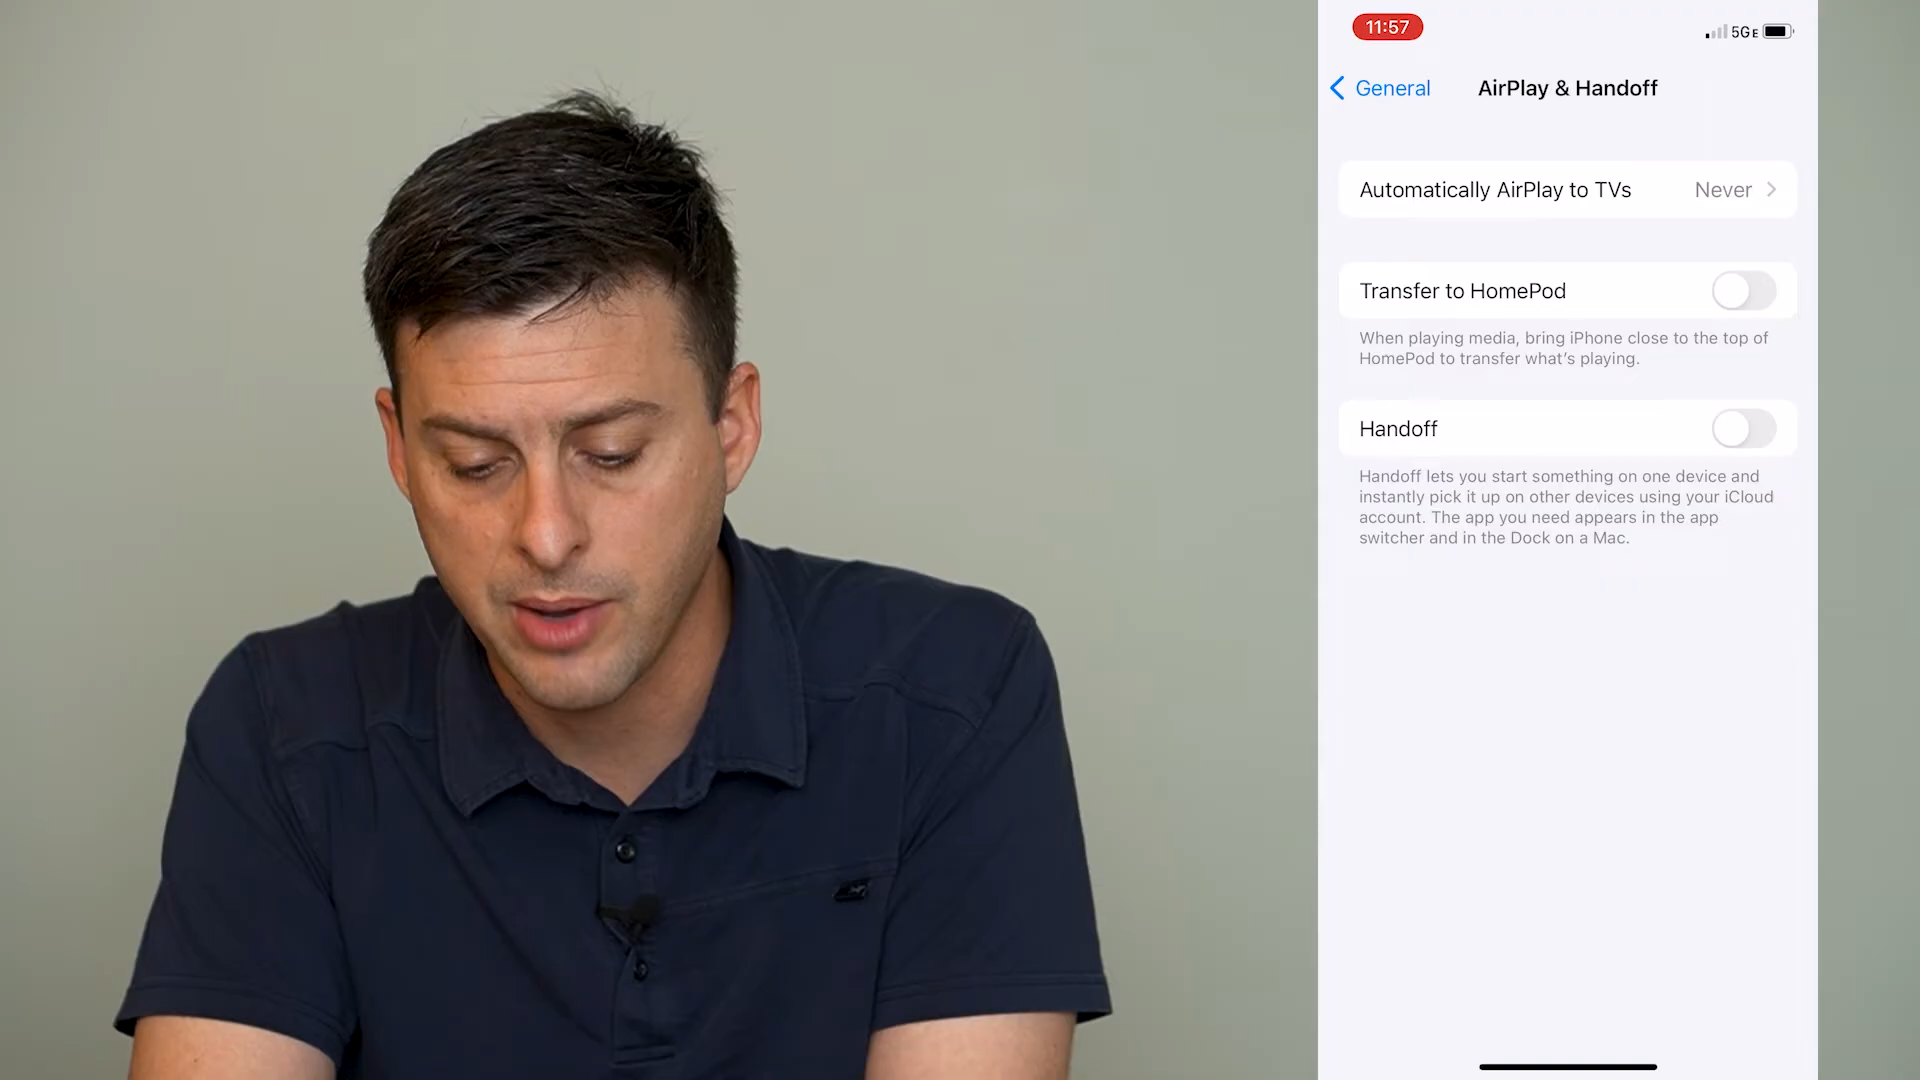 11:57
5GE
General
AirPlay & Handoff
Automatically AirPlay to TVs Never
Transfer to HomePod
When playing media, bring iPhone close to the top of
HomePod to transfer what's playing.
Handoff
Handoff lets you start something on one device and
instantly pick it up on other devices using your iCloud
account. The app you need appears in the app
switcher and in the Dock on a Mac.